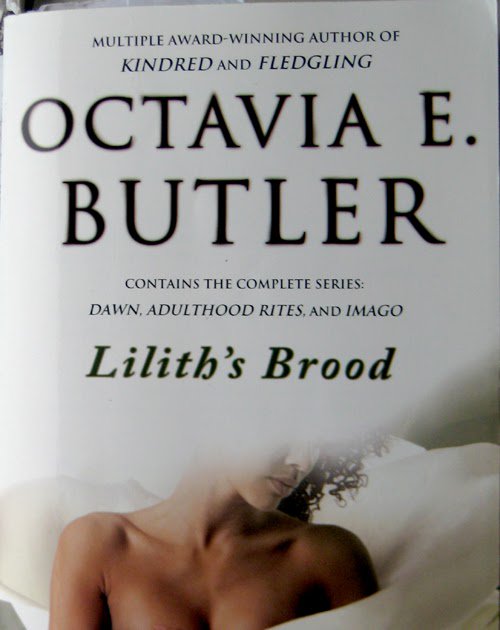 MULTIPLE AWARD-WINNING AUTHOR OF
KINDRED AND FLEDGLING
OCTAVIA E.
BUTLER
CONTAINS THE COMPLETE SERIES:
DAWN, ADULTHOOD RITES, AND IMAGO
Lilith's Brood